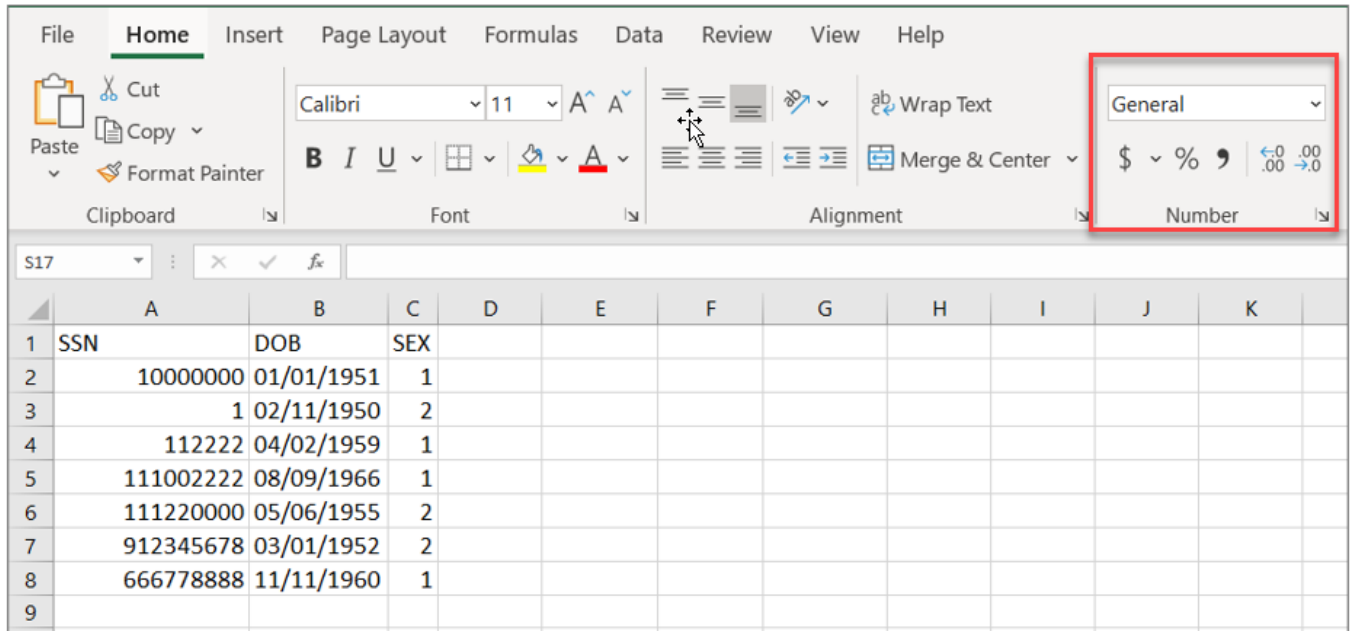 File Home Insert Page Layout Formulas Data Review View Help
Cut
Calibri 11 A A ab Wrap Text General
Copy
Paste
B I U A Merge & Center $ % , .00 .00
Format Painter
Clipboard Font Alignment Number
S17 fx
A B C D E F G H I J K
1 SSN DOB SEX
2 10000000 01/01/1951 1
3 1 02/11/1950 2
4 112222 04/02/1959 1
5 111002222 08/09/1966 1
6 111220000 05/06/1955 2
7 912345678 03/01/1952 2
8 666778888 11/11/1960 1
9